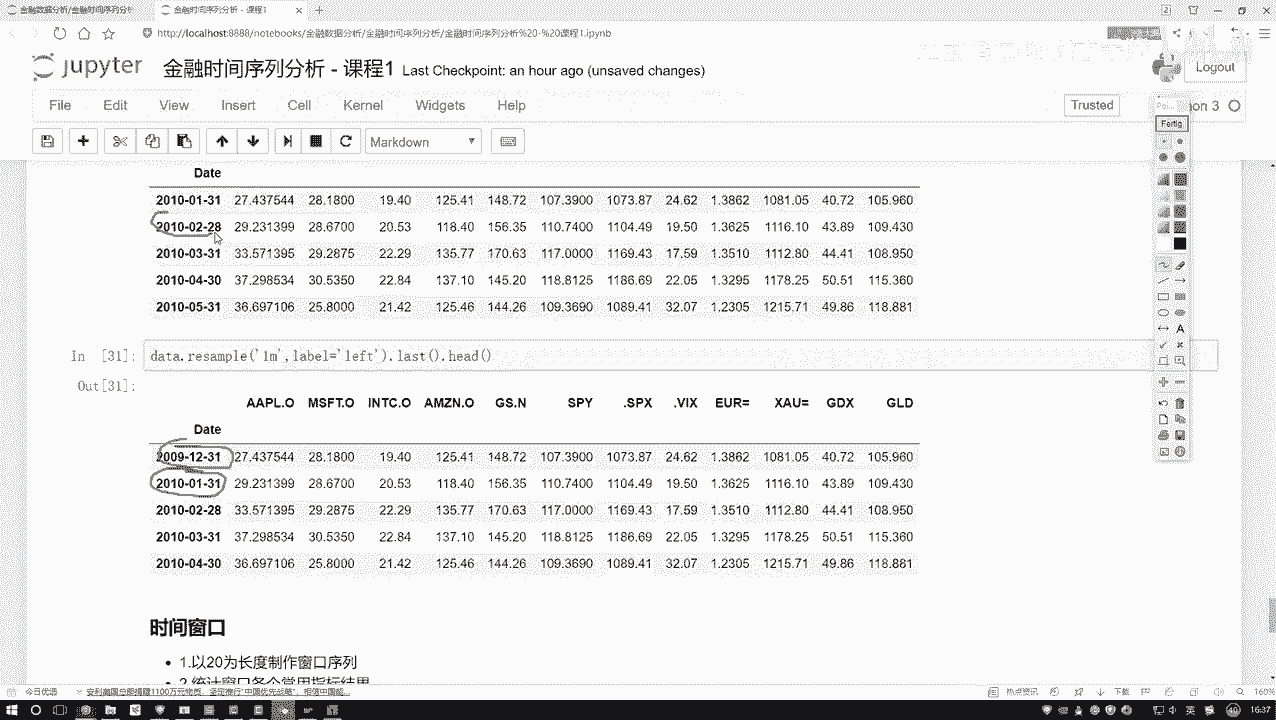 金融数据分析/金融时间序列分析
金融时间序列分析 - 课程1
http://localhost:8888/notebooks/金融数据分析/金融时间序列分析/金融时间序列分析%20-%20课程1.ipynb
jupyter 金融时间序列分析 - 课程1 Last Checkpoint: an hour ago (unsaved changes)
Logout
File Edit View Insert Cell Kernel Widgets Help
Trusted
on 3
Fertig
Markdown
Date
2010-01-31 27.437544 28.1800 19.40 125.41 148.72 107.3900 1073.87 24.62 1.3862 1081.05 40.72 105.960
2010-02-28 29.231399 28.6700 20.53 118.40 156.35 110.7400 1104.49 19.50 1.3625 1116.10 43.89 109.430
2010-03-31 33.571395 29.2875 22.29 135.77 170.63 117.0000 1169.43 17.59 1.3510 1112.80 44.41 108.950
2010-04-30 37.298534 30.5350 22.84 137.10 145.20 118.8125 1186.69 22.05 1.3295 1178.25 50.51 115.360
2010-05-31 36.697106 25.8000 21.42 125.46 144.26 109.3690 1089.41 32.07 1.2305 1215.71 49.86 118.881
In [31]: data.resample('1m',label='left').last().head()
Out[31]:
AAPL.O MSFT.O INTC.O AMZN.O GS.N SPY .SPX .VIX EUR= XAU= GDX GLD
Date
2009-12-31 27.437544 28.1800 19.40 125.41 148.72 107.3900 1073.87 24.62 1.3862 1081.05 40.72 105.960
2010-01-31 29.231399 28.6700 20.53 118.40 156.35 110.7400 1104.49 19.50 1.3625 1116.10 43.89 109.430
2010-02-28 33.571395 29.2875 22.29 135.77 170.63 117.0000 1169.43 17.59 1.3510 1112.80 44.41 108.950
2010-03-31 37.298534 30.5350 22.84 137.10 145.20 118.8125 1186.69 22.05 1.3295 1178.25 50.51 115.360
2010-04-30 36.697106 25.8000 21.42 125.46 144.26 109.3690 1089.41 32.07 1.2305 1215.71 49.86 118.881
时间窗口
1.以20为长度制作窗口序列
2.统计窗口各个常用指标结果
今日优选
热点资讯
下载
160%
英
16:37